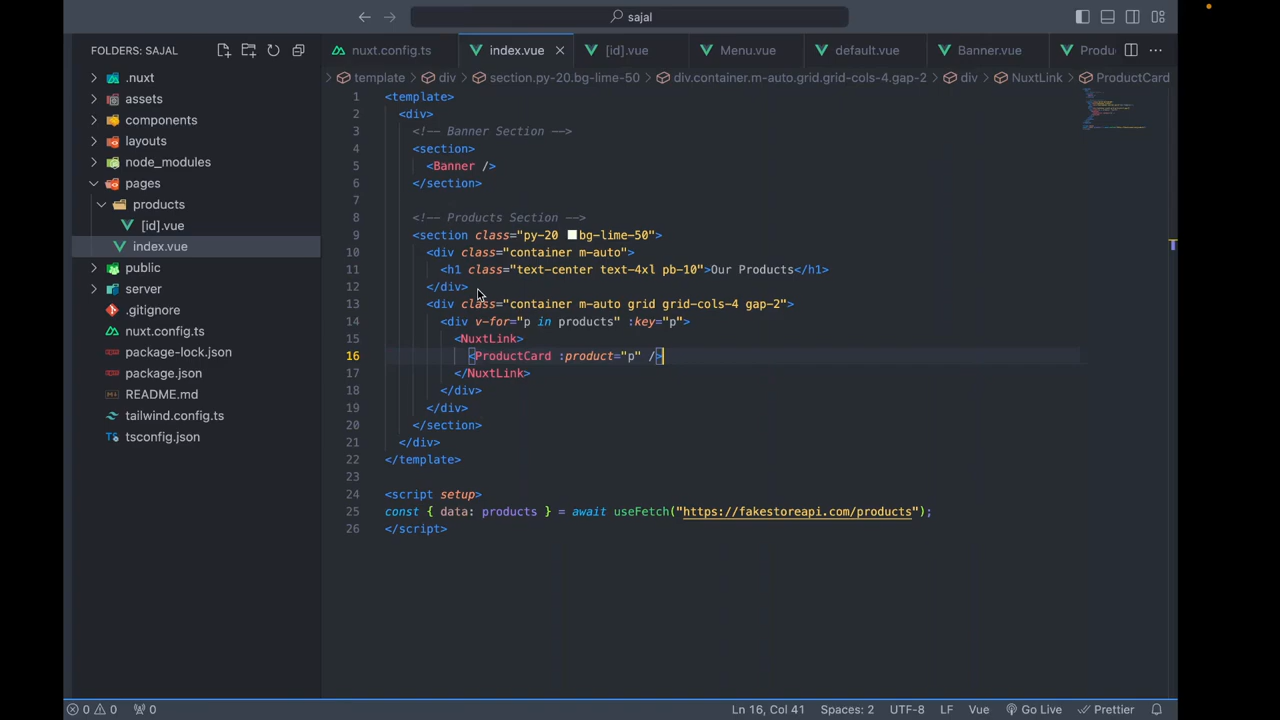 sajal
FOLDERS: SAJAL
nuxt.config.ts
index.vue
[id].vue
Menu.vue
default.vue
Banner.vue
Produ
template > div > section.py-20.bg-lime-50 > div.container.m-auto.grid.grid-cols-4.gap-2 > div > NuxtLink > ProductCard
.nuxt
assets
components
layouts
node_modules
pages
products
[id].vue
index.vue
public
server
.gitignore
nuxt.config.ts
package-lock.json
package.json
README.md
tailwind.config.ts
tsconfig.json
1 <template>
2 <div>
3 <!-- Banner Section -->
4 <section>
5 <Banner />
6 </section>
7
8 <!-- Products Section -->
9 <section class="py-20 bg-lime-50">
10 <div class="container m-auto">
11 <h1 class="text-center text-4xl pb-10">Our Products</h1>
12 </div>
13 <div class="container m-auto grid grid-cols-4 gap-2">
14 <div v-for="p in products" :key="p">
15 <NuxtLink>
16 <ProductCard :product="p" />
17 </NuxtLink>
18 </div>
19 </div>
20 </section>
21 </div>
22 </template>
23
24 <script setup>
25 const { data: products } = await useFetch("https://fakestoreapi.com/products");
26 </script>
0 0 0 Ln 16, Col 41 Spaces: 2 UTF-8 LF Vue Go Live Prettier